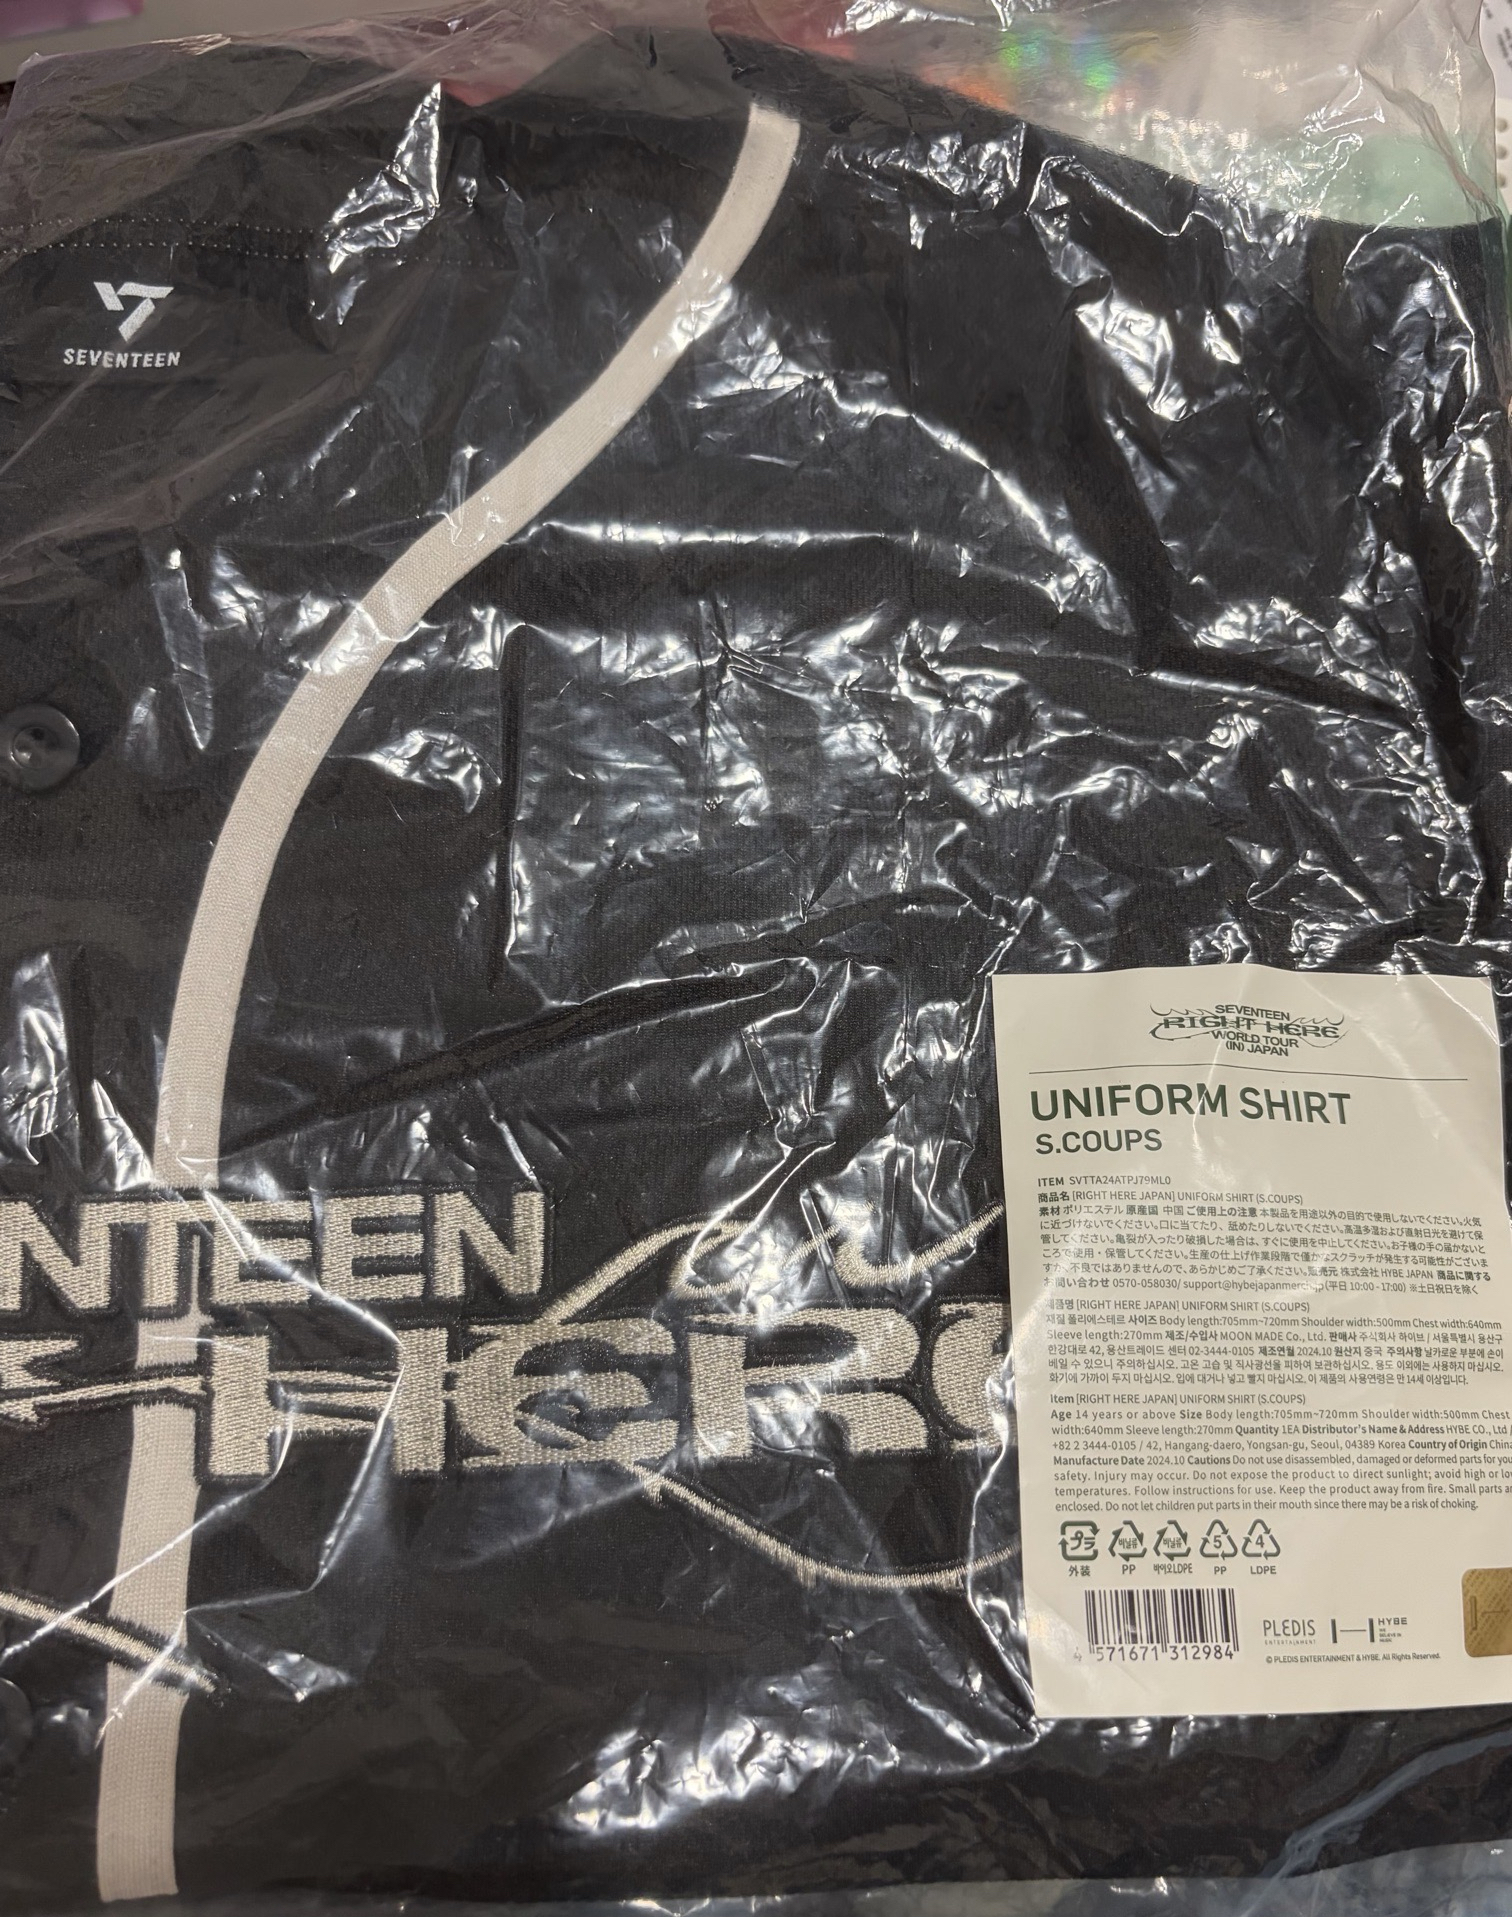 SEVENTEEN
NTEEN
HER
SEVENTEEN
RIGHT HERE
WORLD TOUR
(IN) JAPAN
UNIFORM SHIRT
S.COUPS
ITEM SVTTA24ATPJ79ML0
商品名 [RIGHT HERE JAPAN] UNIFORM SHIRT (S.COUPS)
素材 ポリエステル 原産国 中国 ご使用上の注意 本製品を用途以外の目的で使用しないでください。火気
に近づけないでください。口に当てたり、舐めたりしないでください。高温多湿および直射日光を避けて保
管してください。亀裂が入ったり破損した場合は、すぐに使用を中止してください。お子様の手の届かないと
ころで使用・保管してください。生産の仕上げ作業段階で僅かなスクラッチが発生する可能性がございま
すが、不良ではありませんので、あらかじめご了承ください。販売元 株式会社 HYBE JAPAN 商品に関する
お問い合わせ 0570-058030/ support@hybejapanmerch.jp(平日 10:00 - 17:00) ※土日祝日を除く
제품명 [RIGHT HERE JAPAN] UNIFORM SHIRT (S.COUPS)
재질 폴리에스테르 사이즈 Body length:705mm~720mm Shoulder width:500mm Chest width:640mm
Sleeve length:270mm 제조/수입사 MOON MADE Co., Ltd. 판매사 주식회사 하이브 / 서울특별시 용산구
한강대로 42, 용산트레이드 센터 02-3444-0105 제조연월 2024.10 원산지 중국 주의사항 날카로운 부분에 손이
베일 수 있으니 주의하십시오. 고온 고습 및 직사광선을 피하여 보관하십시오. 용도 이외에는 사용하지 마십시오.
화기에 가까이 두지 마십시오. 입에 대거나 넣고 빨지 마십시오. 이 제품의 사용연령은 만 14세 이상입니다.
Item [RIGHT HERE JAPAN] UNIFORM SHIRT (S.COUPS)
Age 14 years or above Size Body length:705mm~720mm Shoulder width:500mm Chest
width:640mm Sleeve length:270mm Quantity 1EA Distributor's Name & Address HYBE CO., Ltd /
+82 2 3444-0105 / 42, Hangang-daero, Yongsan-gu, Seoul, 04389 Korea Country of Origin Chin
Manufacture Date 2024.10 Cautions Do not use disassembled, damaged or deformed parts for you
safety. Injury may occur. Do not expose the product to direct sunlight; avoid high or lo
temperatures. Follow instructions for use. Keep the product away from fire. Small parts a
enclosed. Do not let children put parts in their mouth since there may be a risk of choking.
プラ 비닐류 비닐류 5 4
外装 PP 바이오LDPE PP LDPE
4 571671 312984
PLEDIS
ENTERTAINMENT
HYBE
WE
BELIEVE IN
MUSIC
© PLEDIS ENTERTAINMENT & HYBE. All Rights Reserved.